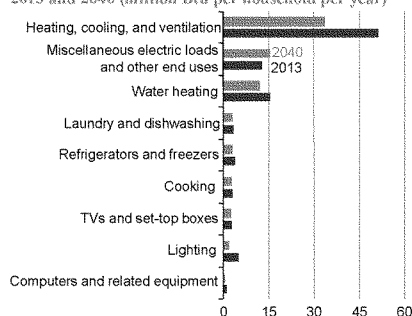 2013 and 2040 (million Btu per household per year)
Heating, cooling, and ventilation
Miscellaneous electric loads
and other end uses
2040
2013
Water heating
Laundry and dishwashing
Refrigerators and freezers
Cooking
TVs and set-top boxes
Lighting
Computers and related equipment
0 15 30 45 60